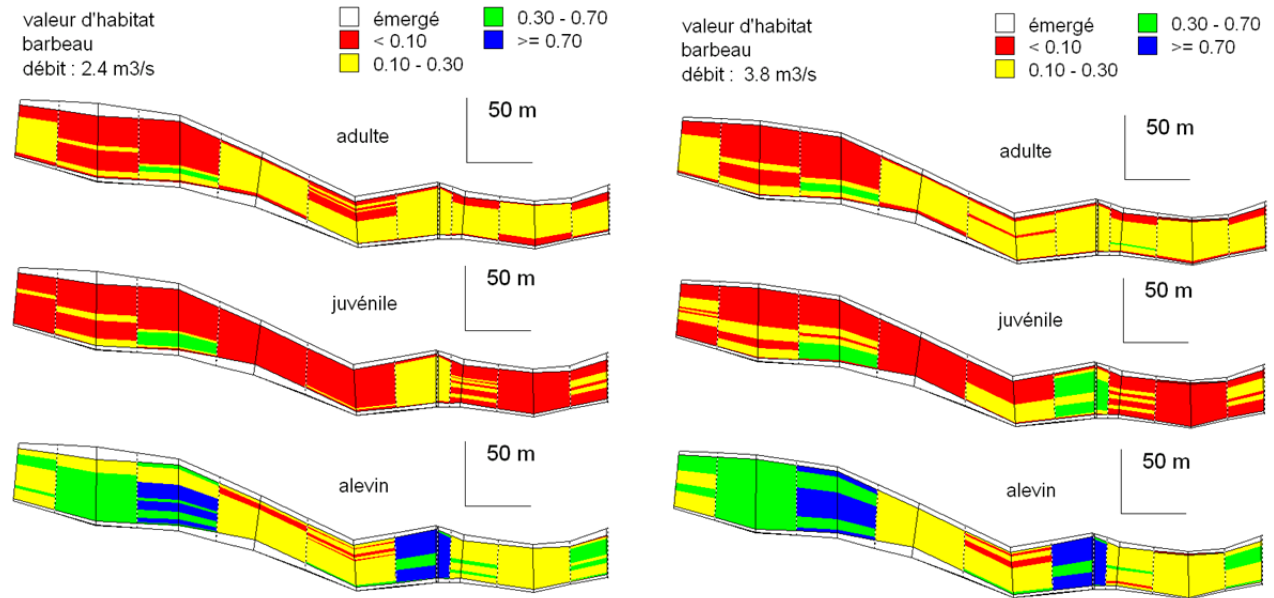 valeur d'habitat
barbeau
débit : 2.4 m3/s
émergé
< 0.10
0.10 - 0.30
0.30 - 0.70
>= 0.70
50 m
adulte
50 m
juvénile
50 m
alevin
valeur d'habitat
barbeau
débit : 3.8 m3/s
émergé
< 0.10
0.10 - 0.30
0.30 - 0.70
>= 0.70
50 m
adulte
50 m
juvénile
50 m
alevin